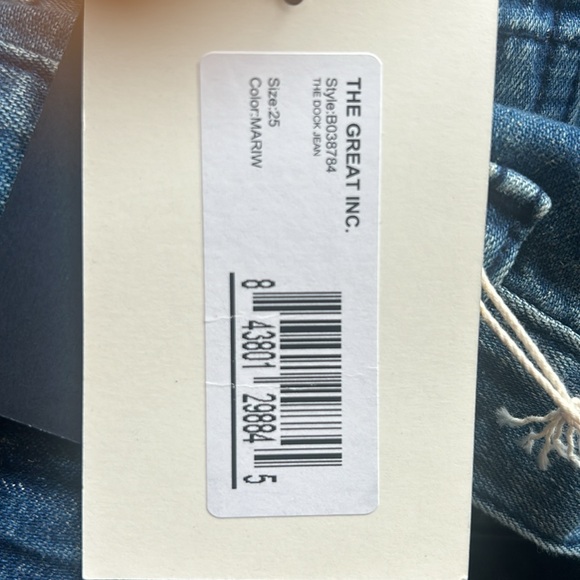 THE GREAT INC.
Style:B038784
THE DOCK JEAN
Size:25
Color:MARIW
8 43801 29884 5